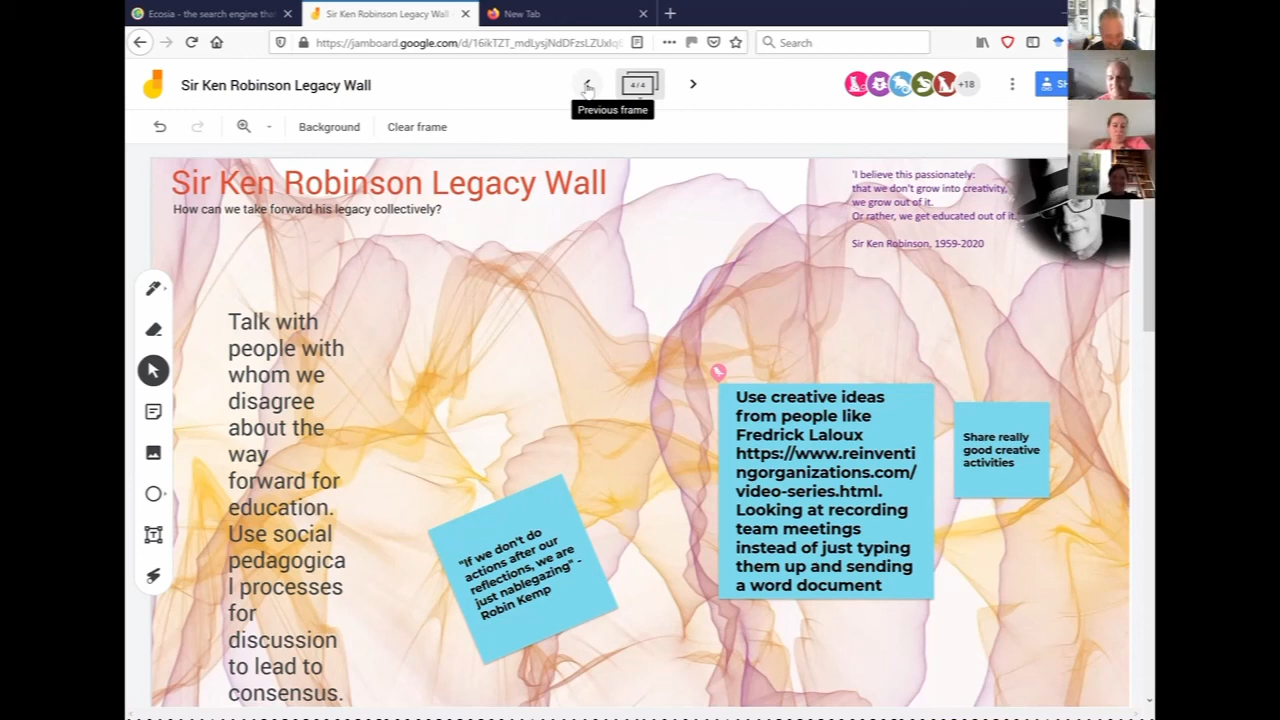 Ecosia - the search engine tha
Sir Ken Robinson Legacy Wall
New Tab
Search
Sir Ken Robinson Legacy Wall
4/4
+18
SH
Previous frame
Background
Clear frame
Sir Ken Robinson Legacy Wall
How can we take forward his legacy collectively?
'I believe this passionately:
that we don't grow into creativity,
we grow out of it.
Or rather, we get educated out of it.
Sir Ken Robinson, 1959-2020
Talk with
people with
whom we
disagree
about the
way
forward for
education.
Use social
pedagogica
l processes
for
discussion
to lead to
consensus.
"If we don't do
actions after our
reflections, we are
just nablegazing" -
Robin Kemp
Use creative ideas
from people like
Fredrick Laloux
https://www.reinventi
ngorganizations.com/
video-series.html.
Looking at recording
team meetings
instead of just typing
them up and sending
a word document
Share really
good creative
activities